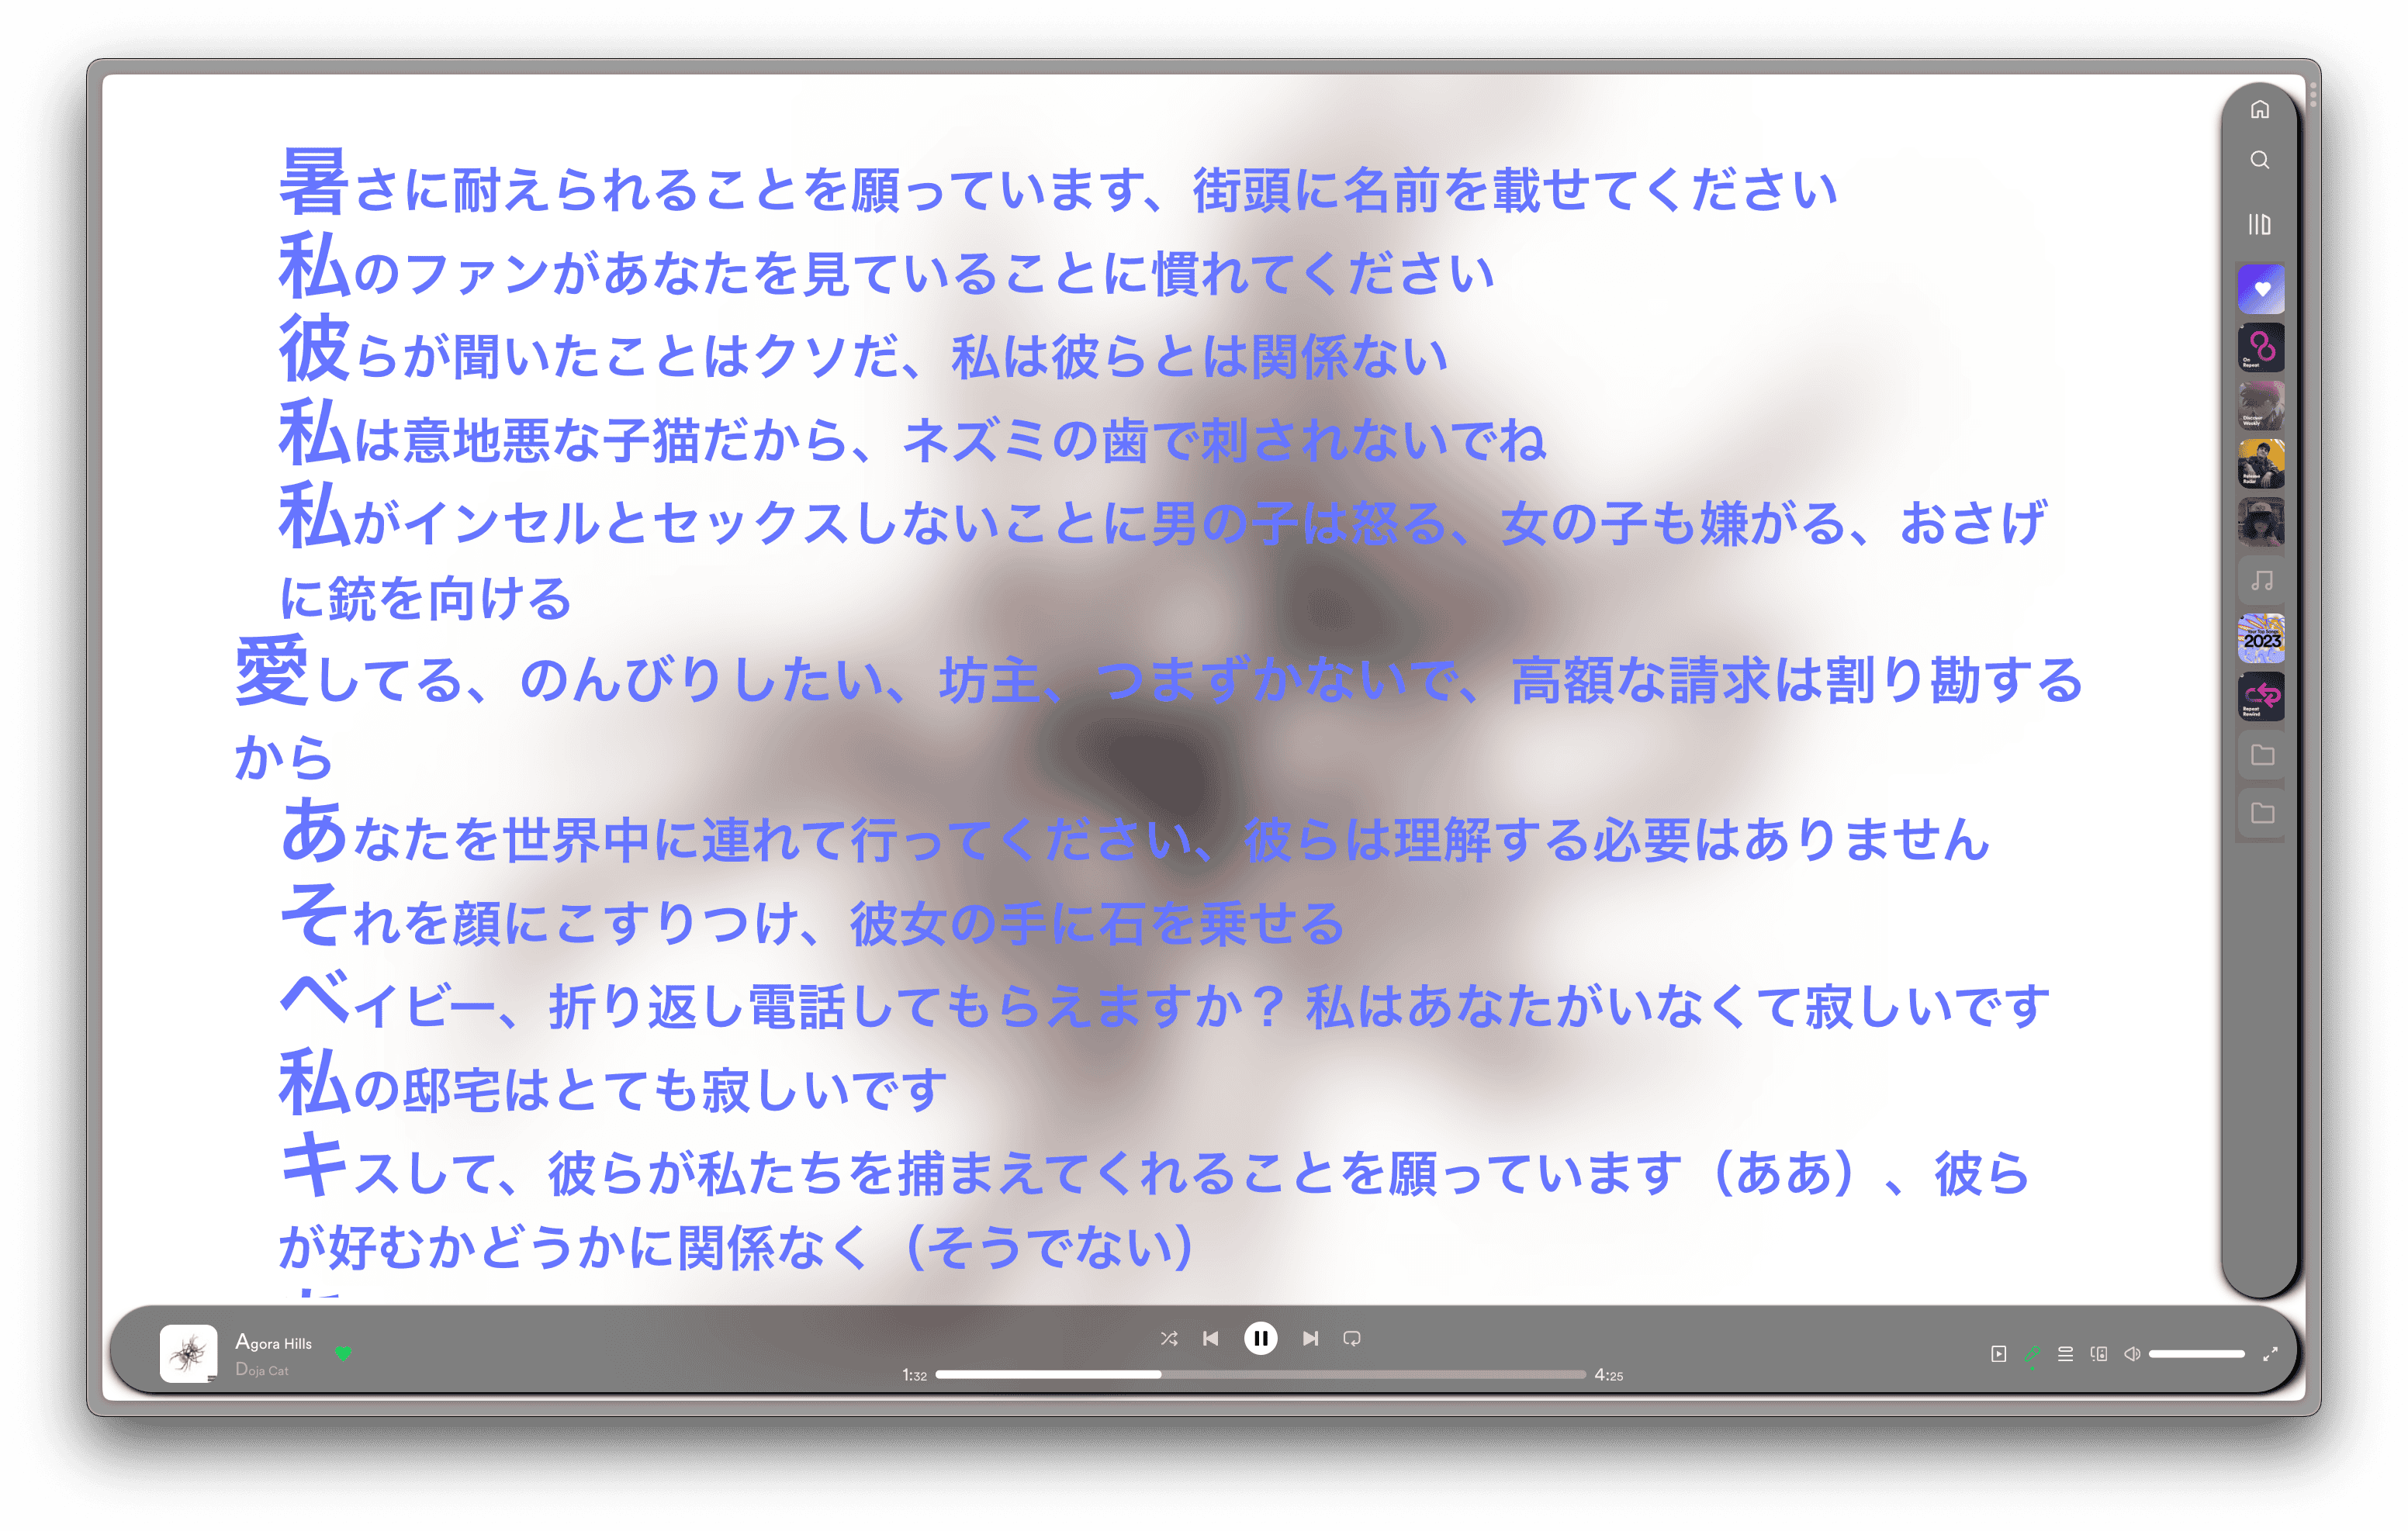 暑さに耐えられることを願っています、街頭に名前を載せてください
私のファンがあなたを見ていることに慣れてください
彼らが聞いたことはクソだ、私は彼らとは関係ない
私は意地悪な子猫だから、ネズミの歯で刺されないでね
私がインセルとセックスしないことに男の子は怒る、女の子も嫌がる、おさげ
に銃を向ける
愛してる、のんびりしたい、坊主、つまずかないで、高額な請求は割り勘する
から
あなたを世界中に連れて行ってください、彼らは理解する必要はありません
それを顔にこすりつけ、彼女の手に石を乗せる
ベイビー、折り返し電話してもらえますか？ 私はあなたがいなくて寂しいです
私の邸宅はとても寂しいです
キスして、彼らが私たちを捕まえてくれることを願っています（ああ）、彼ら
が好むかどうかに関係なく（そうでない）
On
Repeat
Discover
Weekly
Release
Radar
Your Top Songs
2023
Repeat
Rewind
Agora Hills
Doja Cat
1:32
4:25